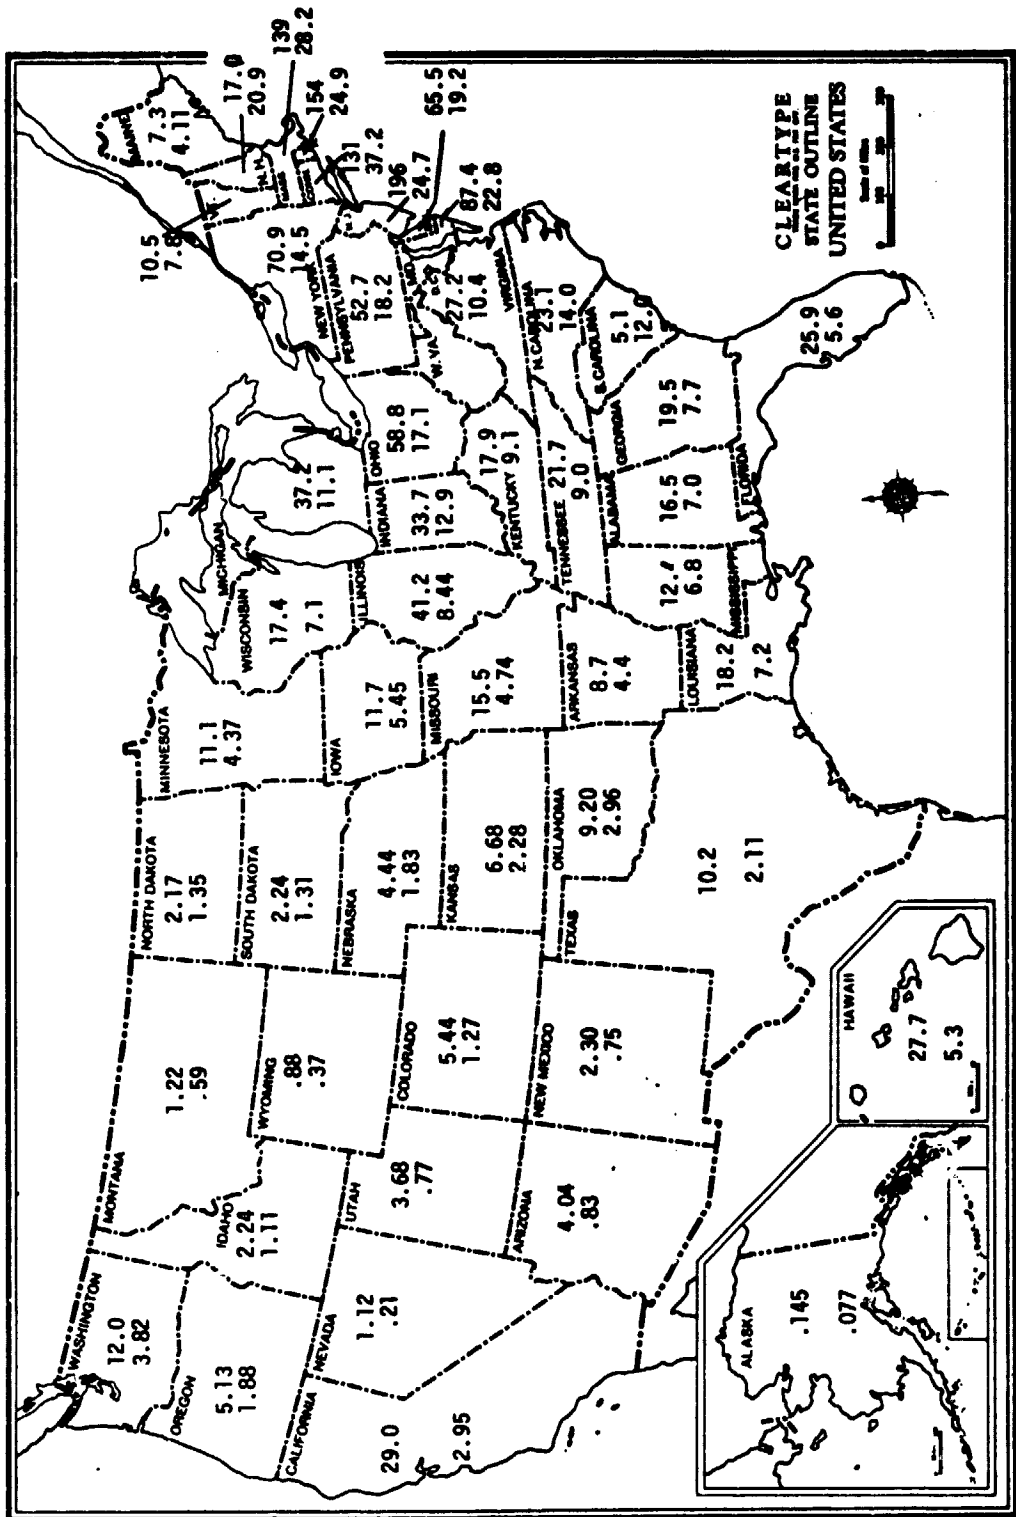 WASHINGTON
12.0
3.82
OREGON
5.13
1.88
CALIFORNIA
29.0
2.95
NEVADA
1.12
.21
IDAHO
2.24
1.11
MONTANA
1.22
.59
WYOMING
.88
.37
UTAH
3.68
.77
ARIZONA
4.04
.83
COLORADO
5.44
1.27
NEW MEXICO
2.30
.75
NORTH DAKOTA
2.17
1.35
SOUTH DAKOTA
2.24
1.31
NEBRASKA
4.44
1.83
KANSAS
6.68
2.28
OKLAHOMA
9.20
2.96
TEXAS
10.2
2.11
MINNESOTA
11.1
4.37
IOWA
11.7
5.45
MISSOURI
15.5
4.74
ARKANSAS
8.7
4.4
LOUISIANA
18.2
7.2
WISCONSIN
17.4
7.1
MICHIGAN
37.2
11.1
ILLINOIS
41.2
8.44
INDIANA
33.7
12.9
OHIO
58.8
17.1
KENTUCKY
17.9
9.1
TENNESSEE
21.7
9.0
MISSISSIPPI
12.4
6.8
ALABAMA
16.5
7.0
GEORGIA
19.5
7.7
FLORIDA
25.9
5.6
S. CAROLINA
5.1
N. CAROLINA
23.1
14.0
VIRGINIA
27.2
10.4
W. VA.
MD.
D.C.
PENNSYLVANIA
52.7
18.2
NEW YORK
70.9
14.5
VT.
10.5
7.8
N. H.
17.0
20.9
MAINE
7.3
4.11
MASS
139
28.2
154
24.9
CONN
131
37.2
N. J.
196
24.7
65.5
19.2
87.4
22.8
ALASKA
.145
.077
HAWAII
27.7
5.3
CLEARTYPE
STATE OUTLINE
UNITED STATES
Scale of Miles
0 100 200 300